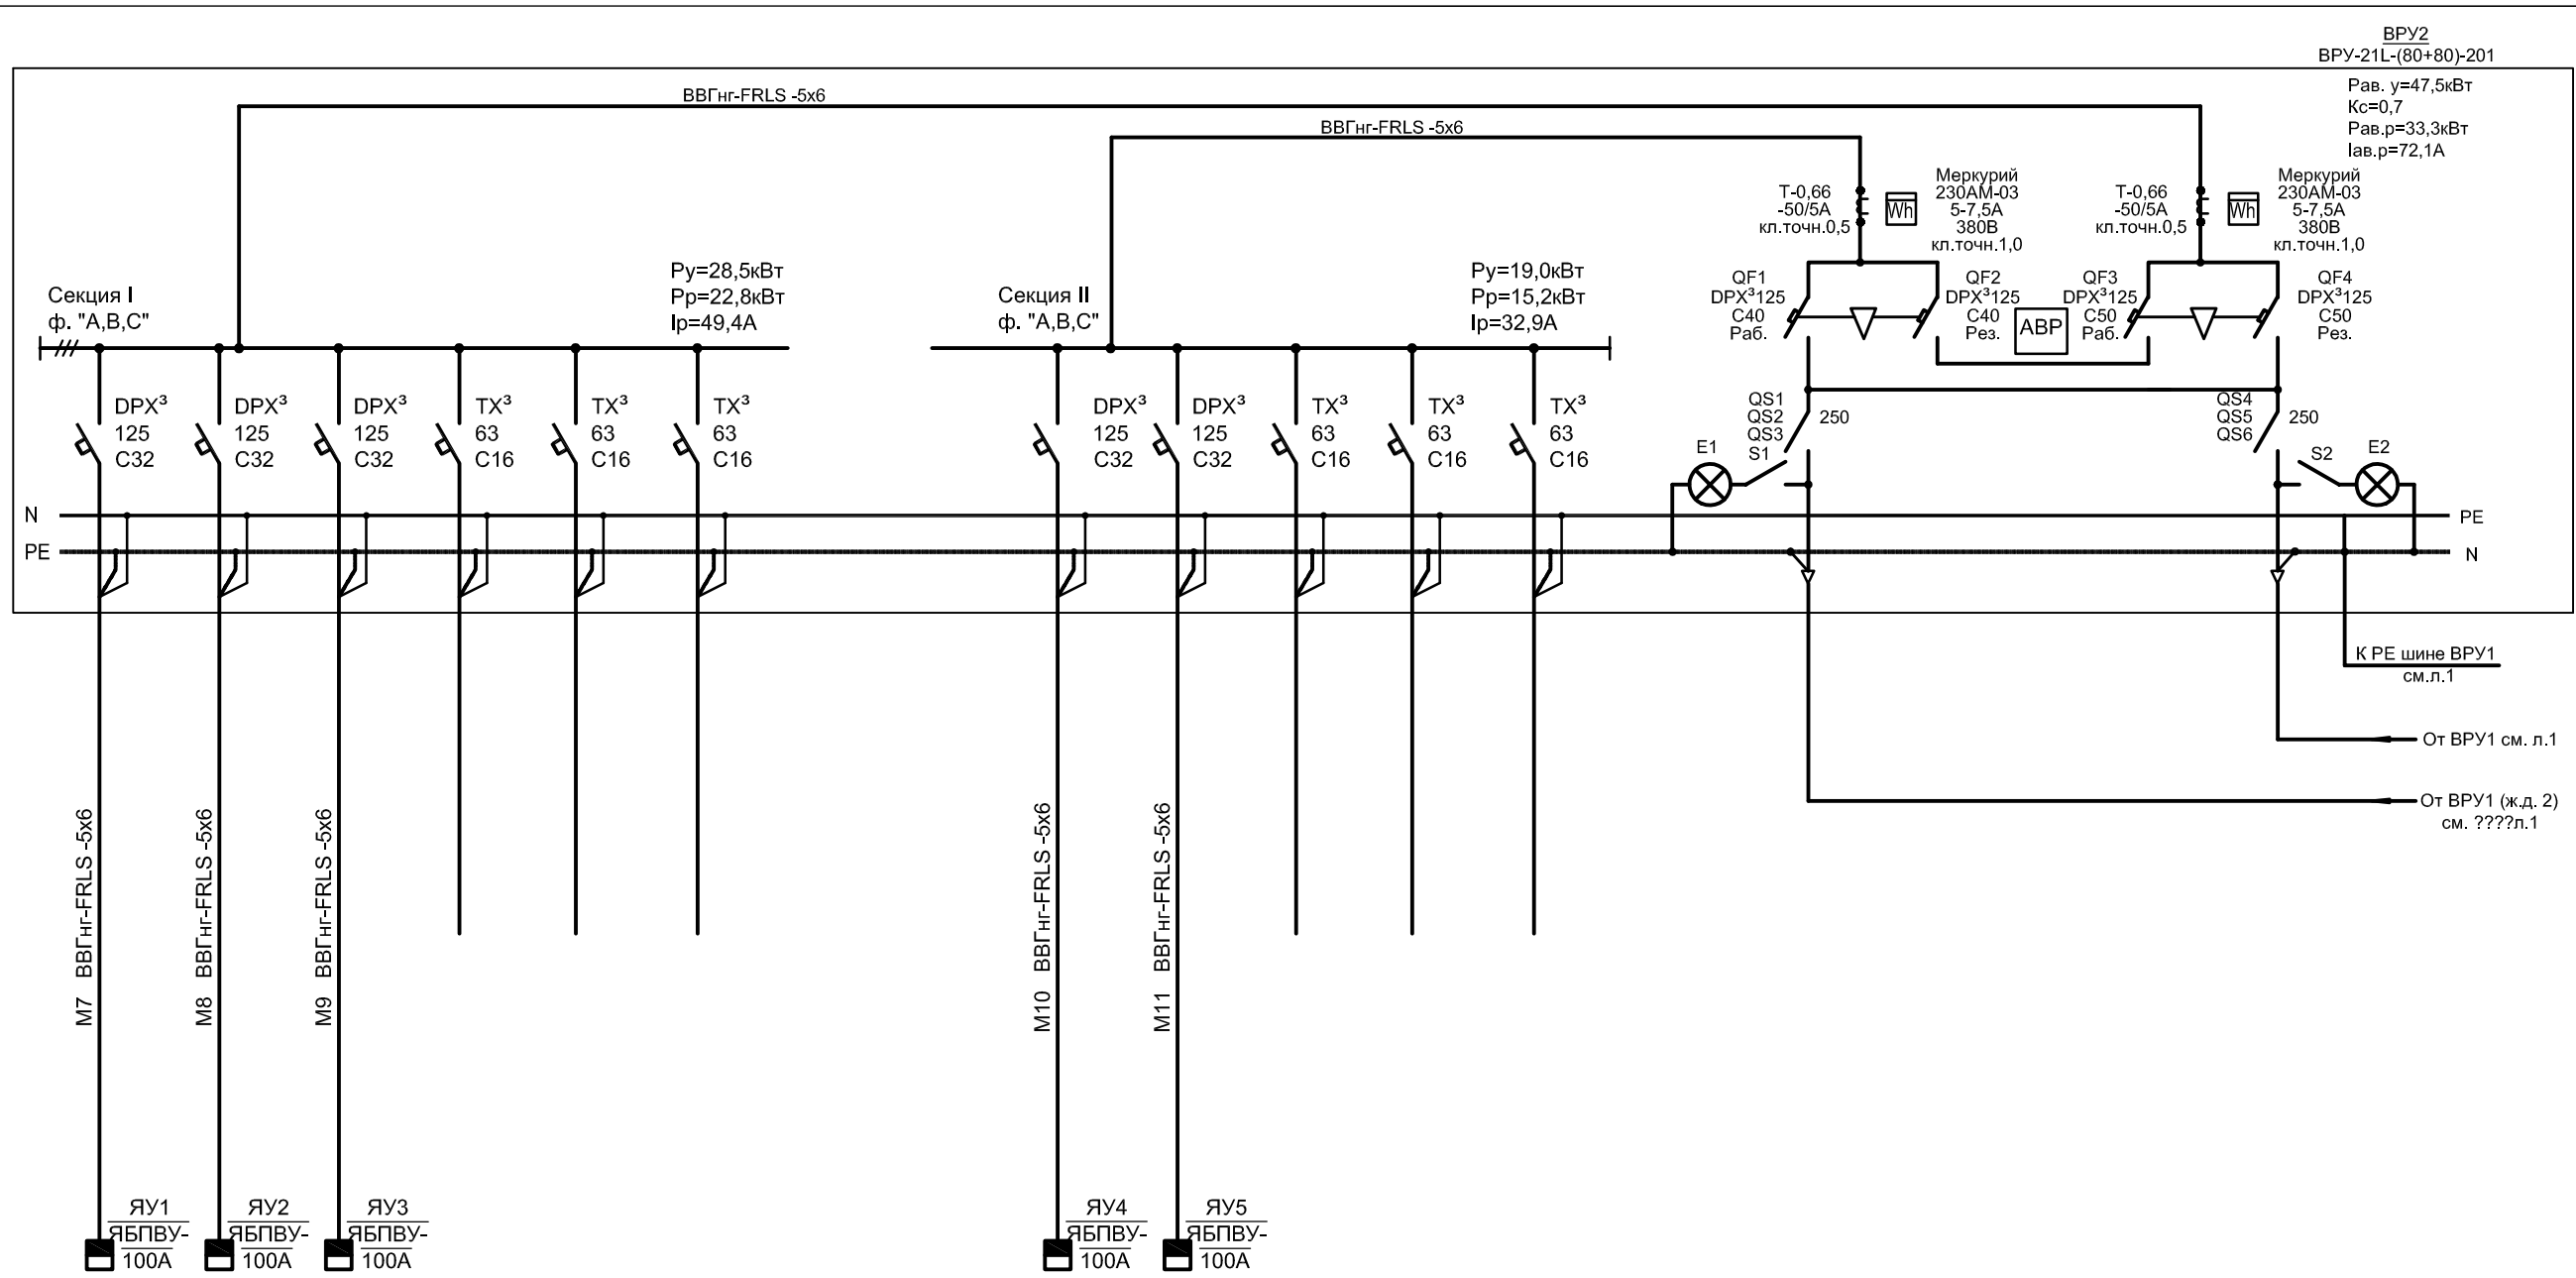 ВРУ2
ВРУ-21L-(80+80)-201
Рав. у=47,5кВт
Кс=0,7
Рав.р=33,3кВт
Iав.р=72,1А
ВВГнг-FRLS -5х6
ВВГнг-FRLS -5х6
Т-0,66
-50/5А
кл.точн.0,5
Wh
Меркурий
230АМ-03
5-7,5А
380В
кл.точн.1,0
Т-0,66
-50/5А
кл.точн.0,5
Wh
Меркурий
230АМ-03
5-7,5А
380В
кл.точн.1,0
Секция I
ф. "А,В,С"
Ру=28,5кВт
Рр=22,8кВт
Iр=49,4А
Секция II
ф. "А,В,С"
Ру=19,0кВт
Рр=15,2кВт
Iр=32,9А
QF1
DPX³125
C40
Раб.
QF2
DPX³125
C40
Рез.
АВР
QF3
DPX³125
C50
Раб.
QF4
DPX³125
C50
Рез.
DPX³
125
C32
DPX³
125
C32
DPX³
125
C32
TX³
63
C16
TX³
63
C16
TX³
63
C16
DPX³
125
C32
DPX³
125
C32
TX³
63
C16
TX³
63
C16
TX³
63
C16
QS1
QS2
QS3
250
QS4
QS5
QS6
250
E1
S1
S2
E2
N
PE
PE
N
К РЕ шине ВРУ1
см.л.1
От ВРУ1 см. л.1
От ВРУ1 (ж.д. 2)
см. ????л.1
М7 ВВГнг-FRLS -5х6
М8 ВВГнг-FRLS -5х6
М9 ВВГнг-FRLS -5х6
М10 ВВГнг-FRLS -5х6
М11 ВВГнг-FRLS -5х6
ЯУ1
ЯБПВУ-
100А
ЯУ2
ЯБПВУ-
100А
ЯУ3
ЯБПВУ-
100А
ЯУ4
ЯБПВУ-
100А
ЯУ5
ЯБПВУ-
100А